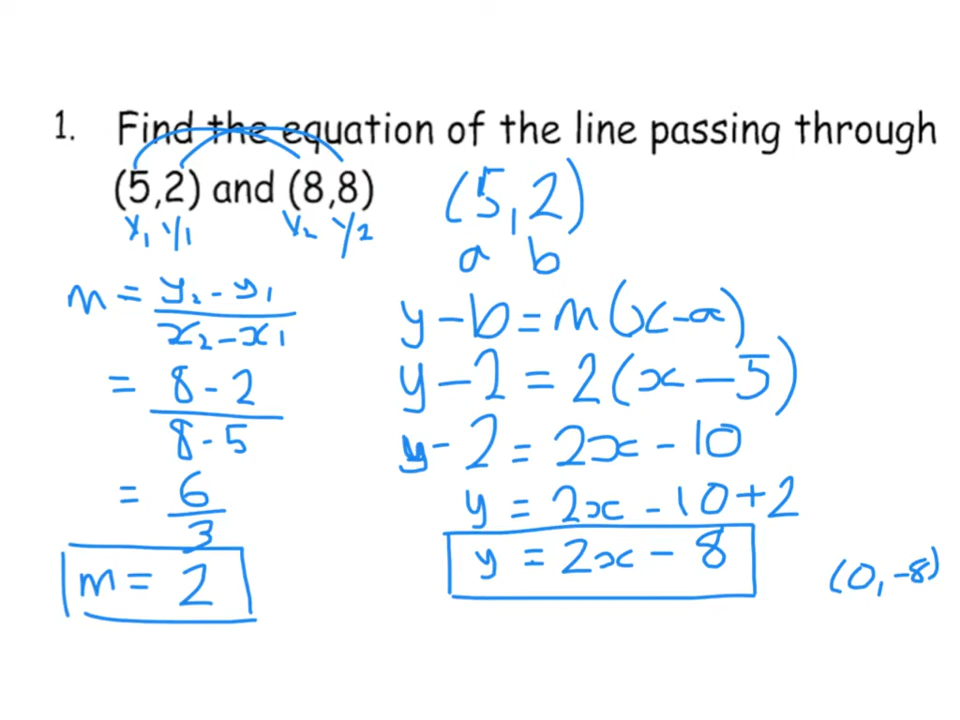 1. Find the equation of the line passing through
(5,2) and (8,8)
x₁ y₁ x₂ y₂
m = y₂ - y₁ / x₂ - x₁
= 8 - 2 / 8 - 5
= 6 / 3
m = 2
(5, 2)
a b
y - b = m(x - a)
y - 2 = 2(x - 5)
y - 2 = 2x - 10
y = 2x - 10 + 2
y = 2x - 8
(0, -8)